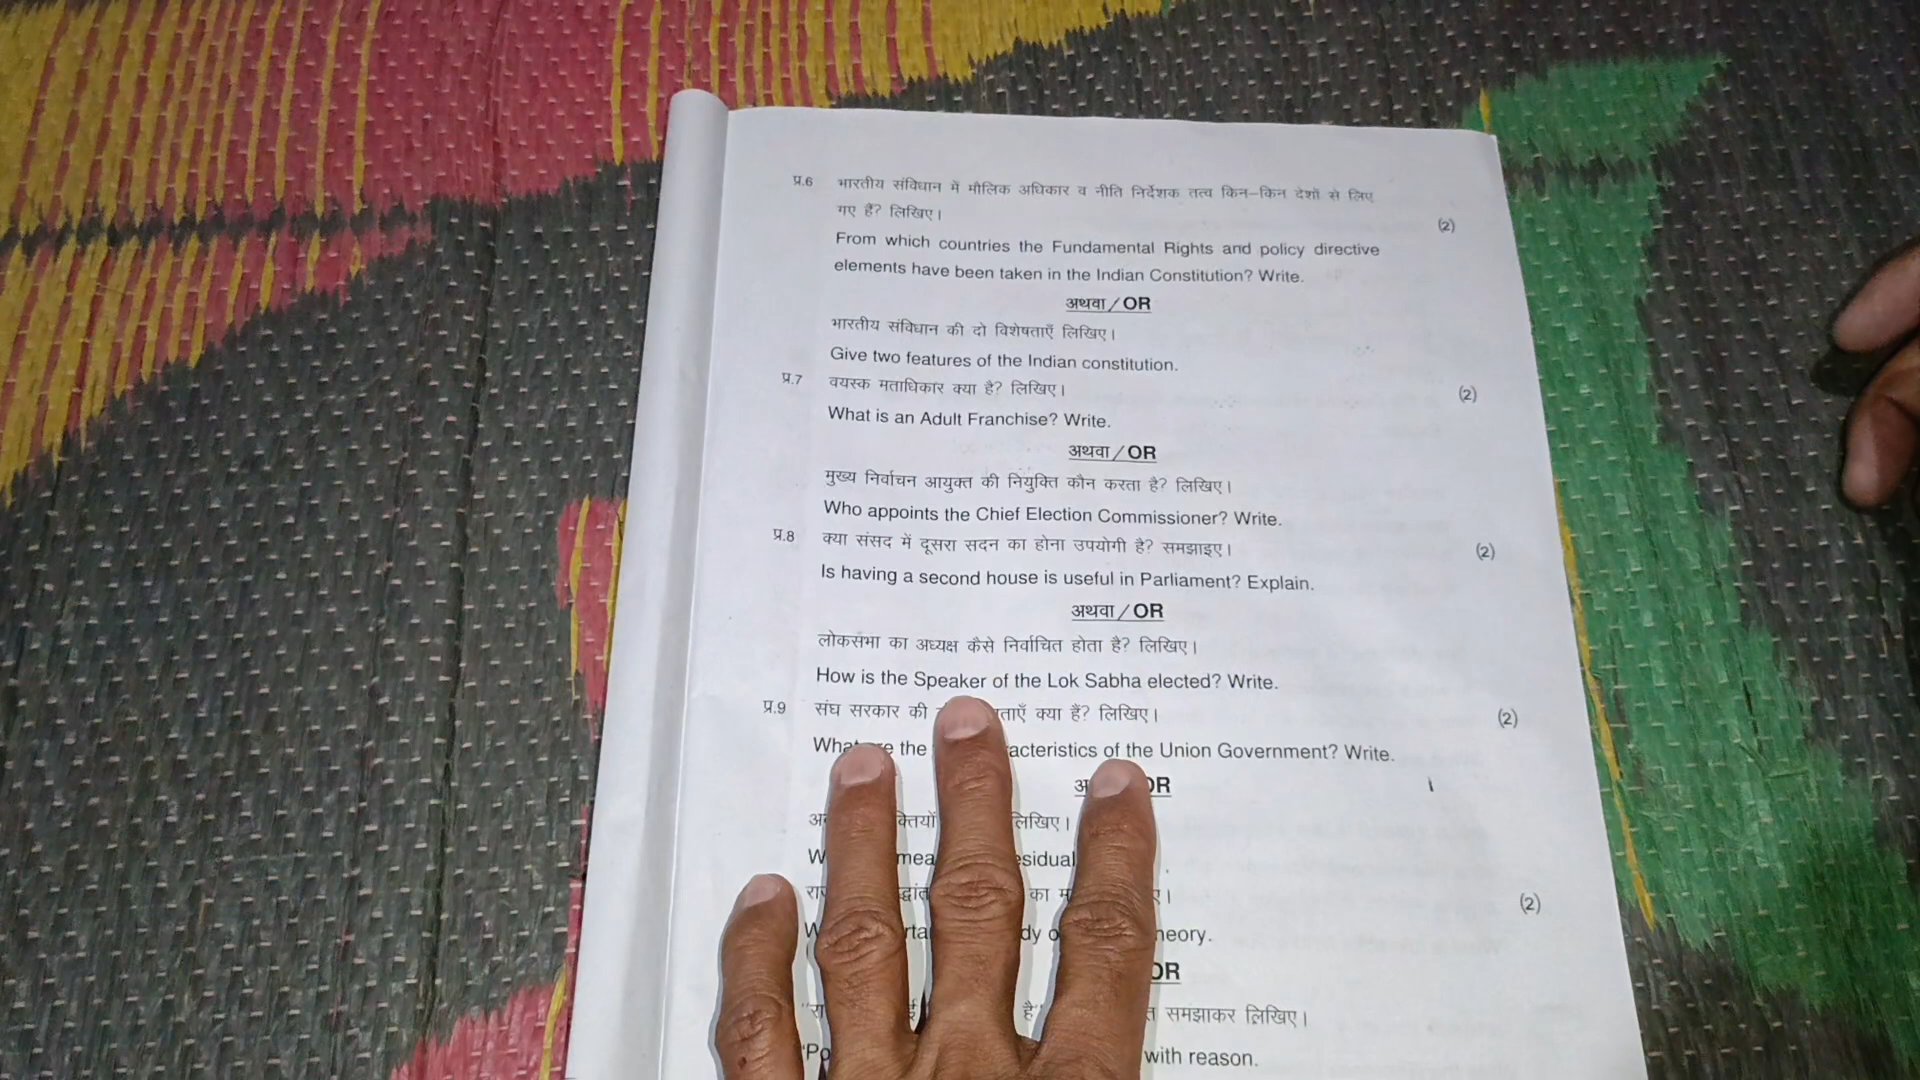 प्र.6 भारतीय संविधान में मौलिक अधिकार व नीति निर्देशक तत्व किन-किन देशों से लिए
गए हैं? लिखिए। (2)
From which countries the Fundamental Rights and policy directive
elements have been taken in the Indian Constitution? Write.
अथवा / OR
भारतीय संविधान की दो विशेषताएँ लिखिए।
Give two features of the Indian constitution.
प्र.7 वयस्क मताधिकार क्या है? लिखिए। (2)
What is an Adult Franchise? Write.
अथवा / OR
मुख्य निर्वाचन आयुक्त की नियुक्ति कौन करता है? लिखिए।
Who appoints the Chief Election Commissioner? Write.
प्र.8 क्या संसद में दूसरा सदन का होना उपयोगी है? समझाइए। (2)
Is having a second house is useful in Parliament? Explain.
अथवा / OR
लोकसभा का अध्यक्ष कैसे निर्वाचित होता है? लिखिए।
How is the Speaker of the Lok Sabha elected? Write.
प्र.9 संघ सरकार की क्या हैं? लिखिए। (2)
the of the Union Government? Write.
OR
लिखिए।
का (2)
OR
है" समझाकर लिखिए।
with reason.